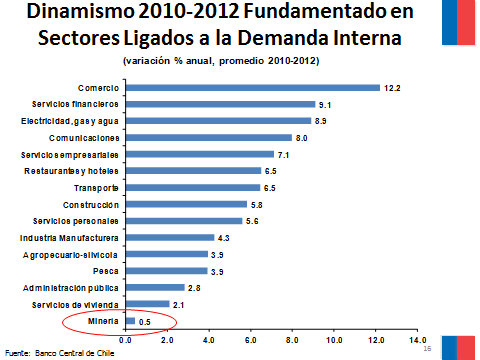 Dinamismo 2010-2012 Fundamentado en
Sectores Ligados a la Demanda Interna
(variación % anual, promedio 2010-2012)
Comercio 12.2
Servicios financieros 9.1
Electricidad, gas y agua 8.9
Comunicaciones 8.0
Servicios empresariales 7.1
Restaurantes y hoteles 6.5
Transporte 6.5
Construcción 5.8
Servicios personales 5.6
Industria Manufacturera 4.3
Agropecuario-silvícola 3.9
Pesca 3.9
Administración pública 2.8
Servicios de vivienda 2.1
Minería 0.5
0.0 2.0 4.0 6.0 8.0 10.0 12.0 14.0
Fuente: Banco Central de Chile
16